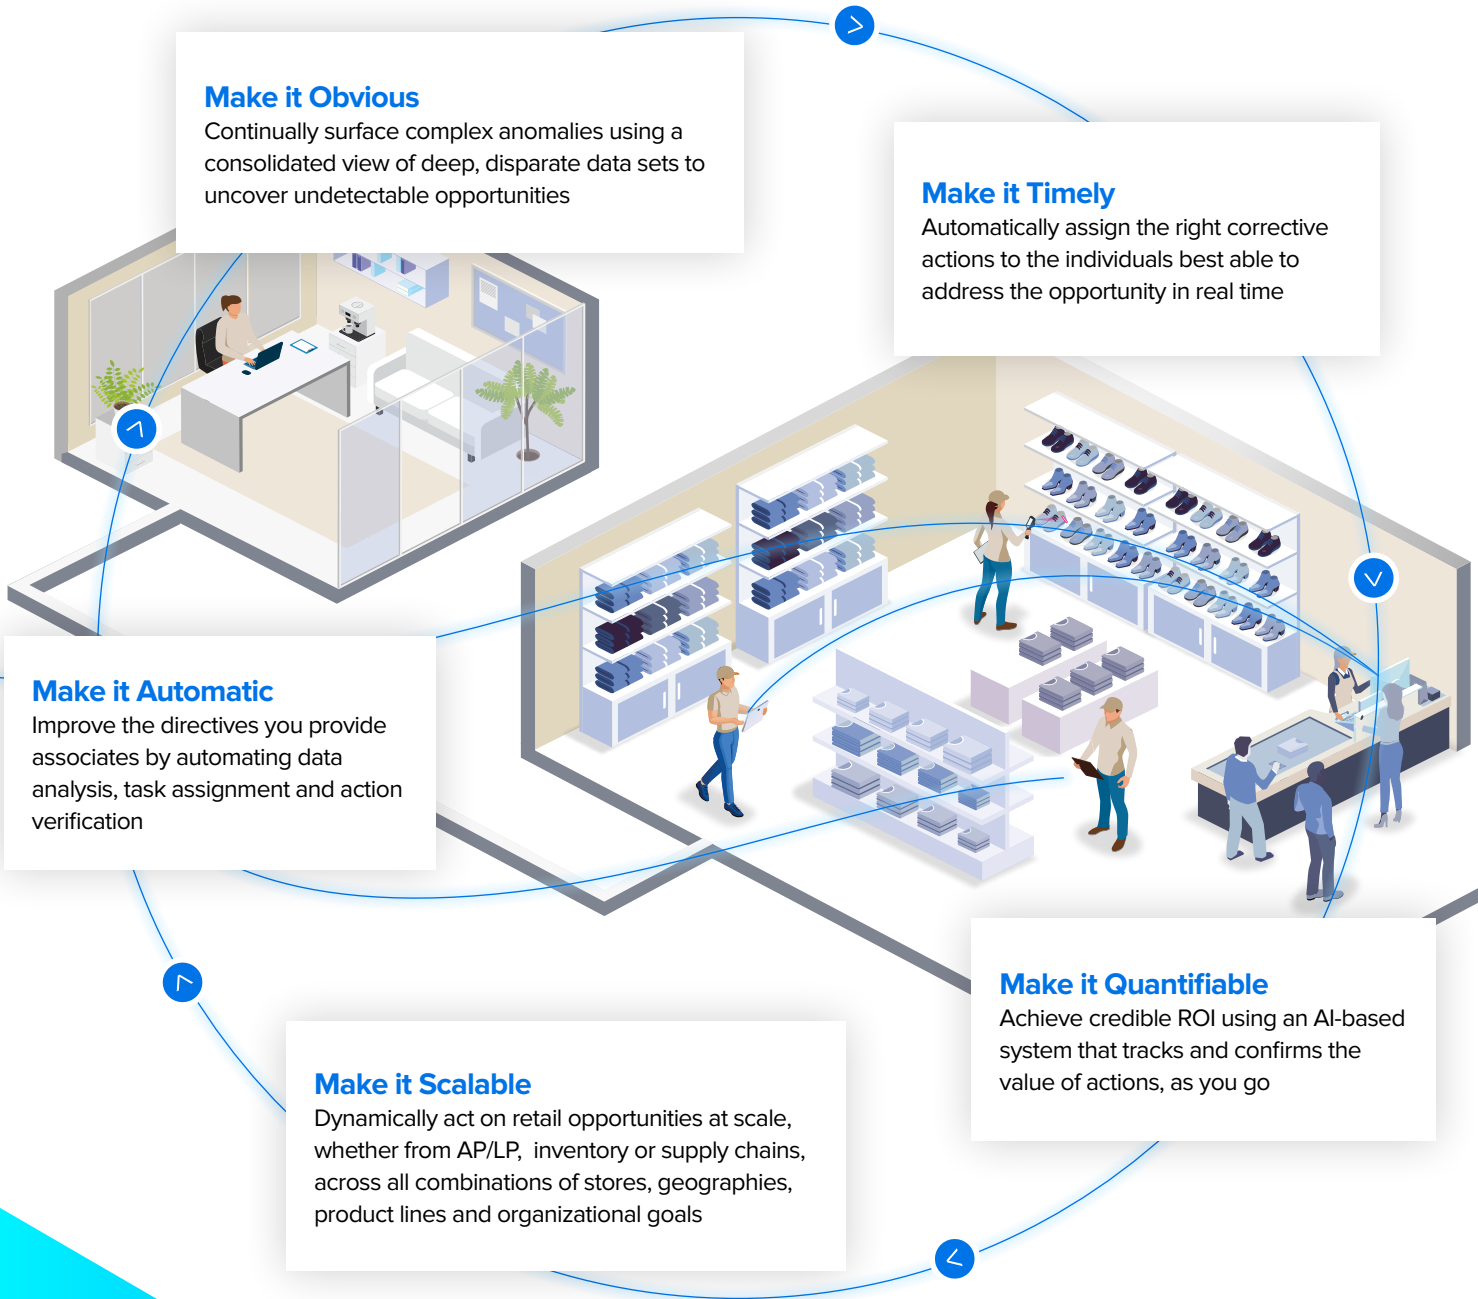 Make it Obvious
Continually surface complex anomalies using a
consolidated view of deep, disparate data sets to
uncover undetectable opportunities
Make it Timely
Automatically assign the right corrective
actions to the individuals best able to
address the opportunity in real time
Make it Automatic
Improve the directives you provide
associates by automating data
analysis, task assignment and action
verification
Make it Quantifiable
Achieve credible ROI using an AI-based
system that tracks and confirms the
value of actions, as you go
Make it Scalable
Dynamically act on retail opportunities at scale,
whether from AP/LP,  inventory or supply chains,
across all combinations of stores, geographies,
product lines and organizational goals